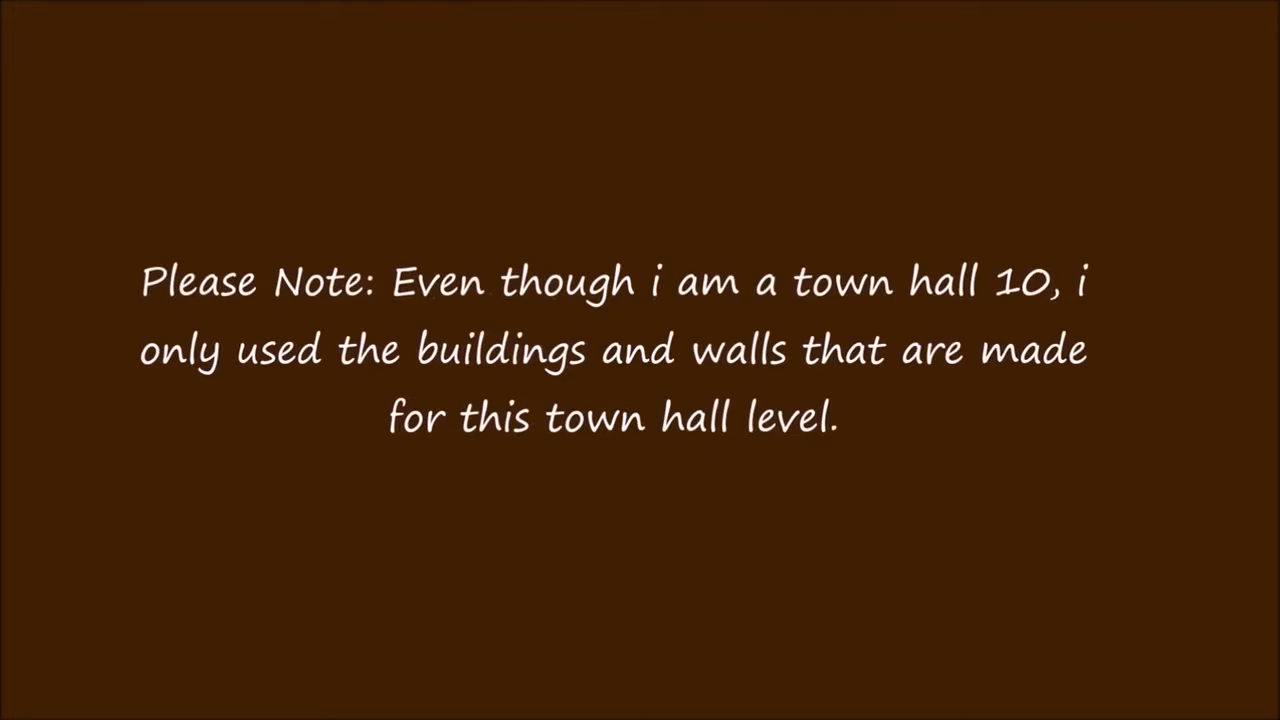 Please Note: Even though i am a town hall 10, i
only used the buildings and walls that are made
for this town hall level.